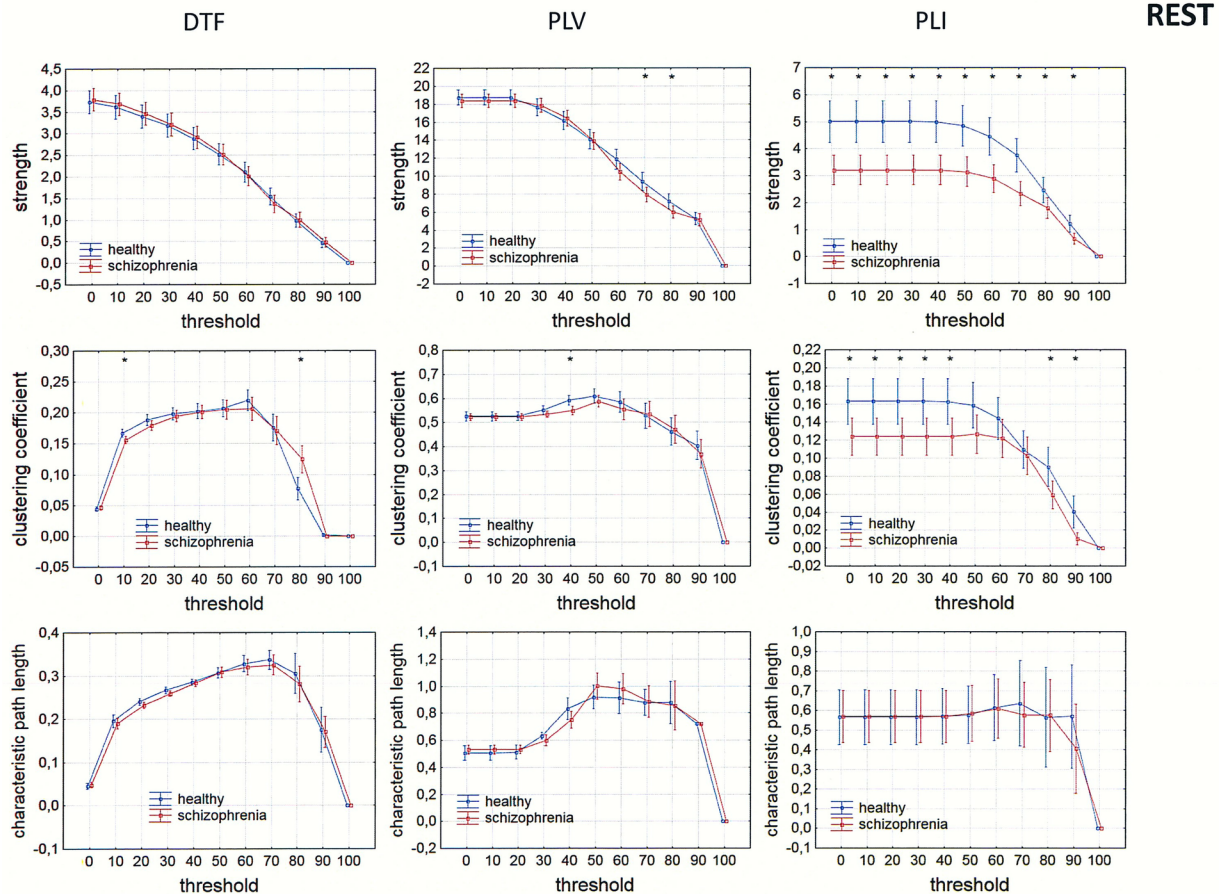 DTF PLV PLI REST
4,5
4,0
3,5
3,0
2,5
2,0
1,5
1,0
0,5
0,0
-0,5
strength
healthy
schizophrenia
0 10 20 30 40 50 60 70 80 90 100
threshold
* *
22
20
18
16
14
12
10
8
6
4
2
0
-2
strength
healthy
schizophrenia
0 10 20 30 40 50 60 70 80 90 100
threshold
* * * * * * * * * *
7
6
5
4
3
2
1
0
-1
strength
healthy
schizophrenia
0 10 20 30 40 50 60 70 80 90 100
threshold
* *
0,30
0,25
0,20
0,15
0,10
0,05
0,00
-0,05
clustering coefficient
healthy
schizophrenia
0 10 20 30 40 50 60 70 80 90 100
threshold
*
0,8
0,7
0,6
0,5
0,4
0,3
0,2
0,1
0,0
-0,1
clustering coefficient
healthy
schizophrenia
0 10 20 30 40 50 60 70 80 90 100
threshold
* * * * * * *
0,22
0,20
0,18
0,16
0,14
0,12
0,10
0,08
0,06
0,04
0,02
0,00
-0,02
clustering coefficient
healthy
schizophrenia
0 10 20 30 40 50 60 70 80 90 100
threshold
0,4
0,3
0,2
0,1
0,0
-0,1
characteristic path length
healthy
schizophrenia
0 10 20 30 40 50 60 70 80 90 100
threshold
1,4
1,2
1,0
0,8
0,6
0,4
0,2
0,0
-0,2
characteristic path length
healthy
schizophrenia
0 10 20 30 40 50 60 70 80 90 100
threshold
1,0
0,9
0,8
0,7
0,6
0,5
0,4
0,3
0,2
0,1
0,0
-0,1
characteristic path length
healthy
schizophrenia
0 10 20 30 40 50 60 70 80 90 100
threshold